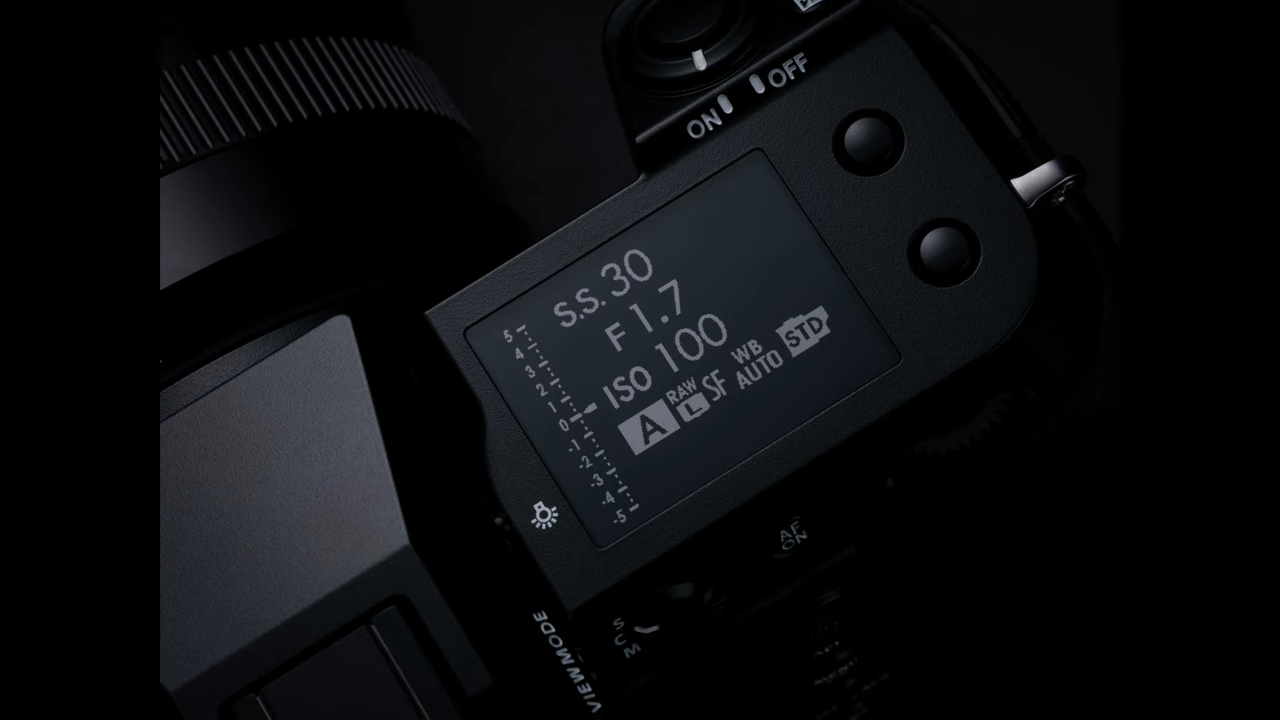 ON OFF
S.S. 30
F 1.7
ISO 100
5
4
3
2
1
0
-1
-2
-3
-4
-5
A RAW L SF WB AUTO STD
AF ON
S
C
M
VIEW MODE